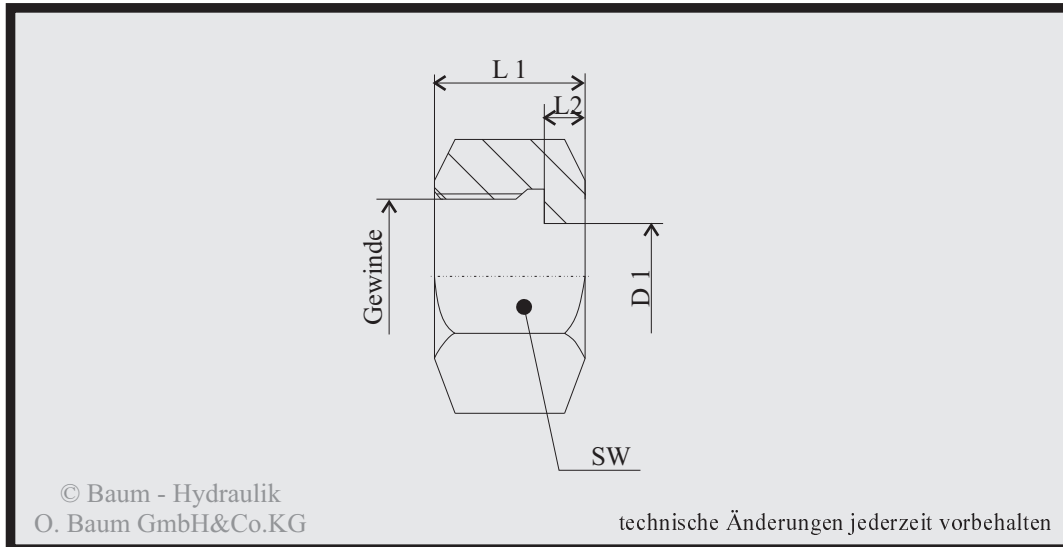 L 1
L2
Gewinde
D 1
SW
© Baum - Hydraulik
O. Baum GmbH&Co.KG
technische Änderungen jederzeit vorbehalten